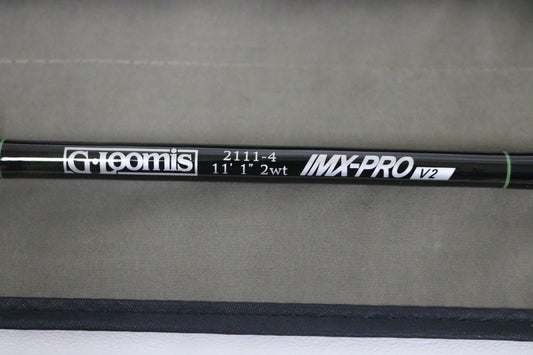 G·Loomis
2111-4
11' 1" 2wt
IMX-PRO V2